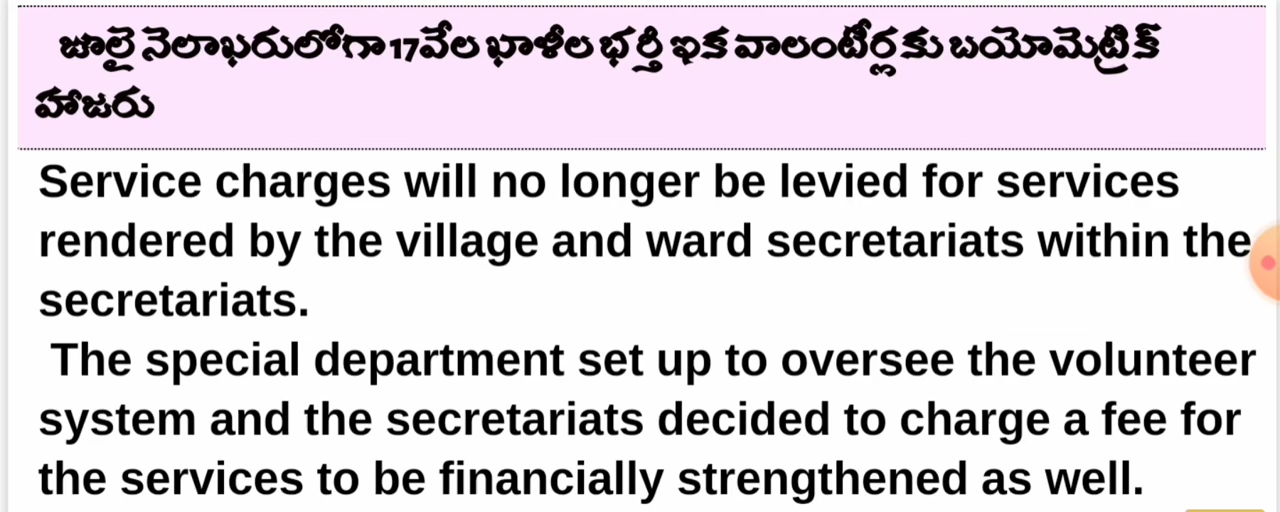 జూలై నెలాఖరులోగా 17వేల ఖాళీల భర్తీ ఇక వాలంటీర్ల కు బయోమెట్రిక్
హాజరు
Service charges will no longer be levied for services
rendered by the village and ward secretariats within the
secretariats.
The special department set up to oversee the volunteer
system and the secretariats decided to charge a fee for
the services to be financially strengthened as well.